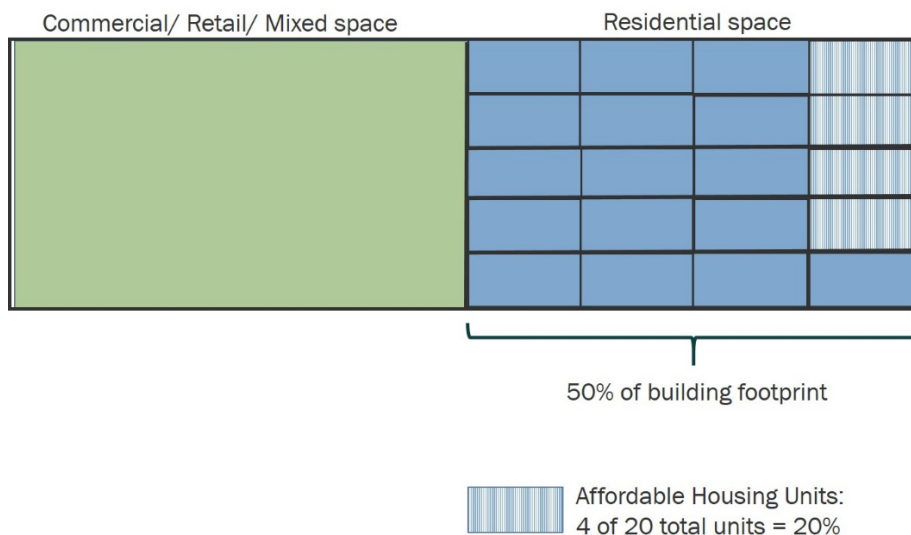 Commercial/ Retail/ Mixed space
Residential space
50% of building footprint
Affordable Housing Units:
4 of 20 total units = 20%